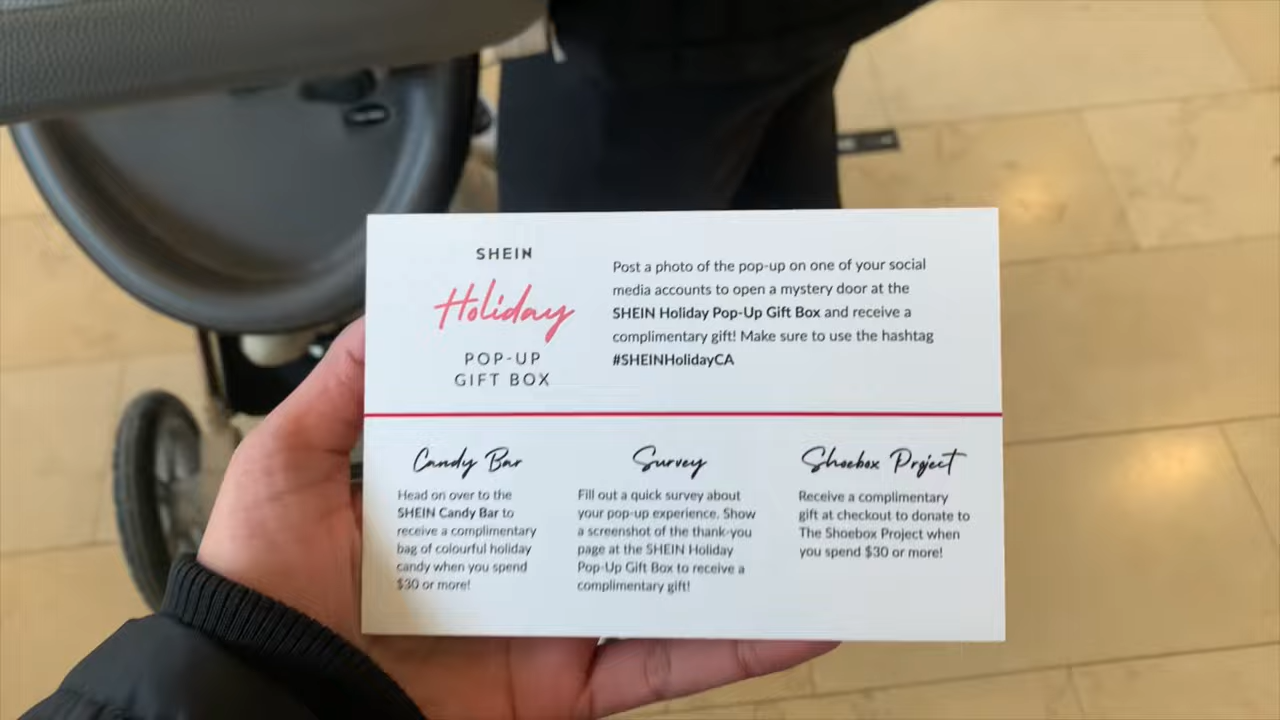 SHEIN
Holiday
POP-UP
GIFT BOX
Post a photo of the pop-up on one of your social
media accounts to open a mystery door at the
SHEIN Holiday Pop-Up Gift Box and receive a
complimentary gift! Make sure to use the hashtag
#SHEINHolidayCA
Candy Bar
Head on over to the
SHEIN Candy Bar to
receive a complimentary
bag of colourful holiday
candy when you spend
$30 or more!
Survey
Fill out a quick survey about
your pop-up experience. Show
a screenshot of the thank-you
page at the SHEIN Holiday
Pop-Up Gift Box to receive a
complimentary gift!
Shoebox Project
Receive a complimentary
gift at checkout to donate to
The Shoebox Project when
you spend $30 or more!